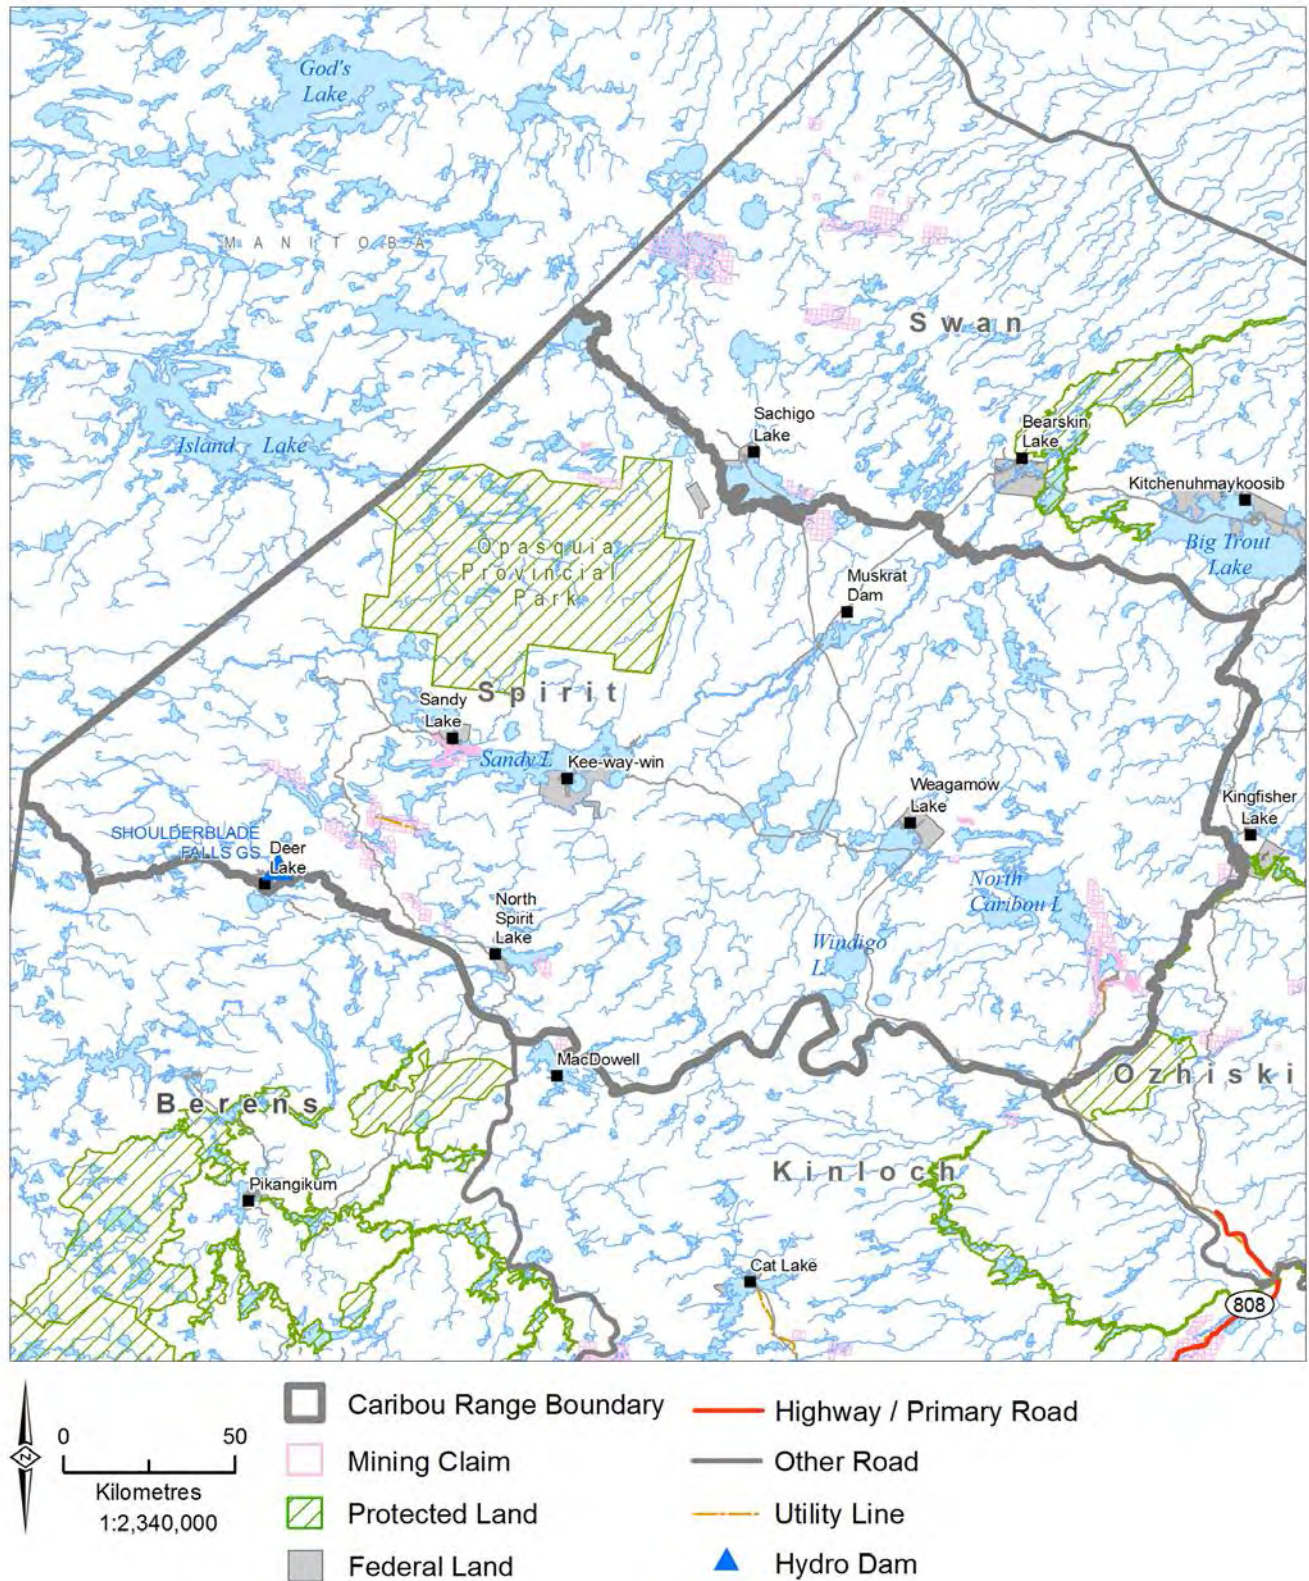 God's
Lake
MANITOBA
Swan
Island Lake
Sachigo
Lake
Bearskin
Lake
Kitchenuhmaykoosib
Big Trout
Lake
Opasquia
Provincial
Park
Muskrat
Dam
Spirit
Sandy
Lake
Sandy L
Kee-way-win
Weagamow
Lake
Kingfisher
Lake
SHOULDERBLADE
FALLS GS
Deer
Lake
North
Caribou L
North
Spirit
Lake
Windigo
L
MacDowell
Ozhiski
Berens
Kinloch
Pikangikum
Cat Lake
808
0 50
Kilometres
1:2,340,000
Z
Caribou Range Boundary
Mining Claim
Protected Land
Federal Land
Highway / Primary Road
Other Road
Utility Line
Hydro Dam